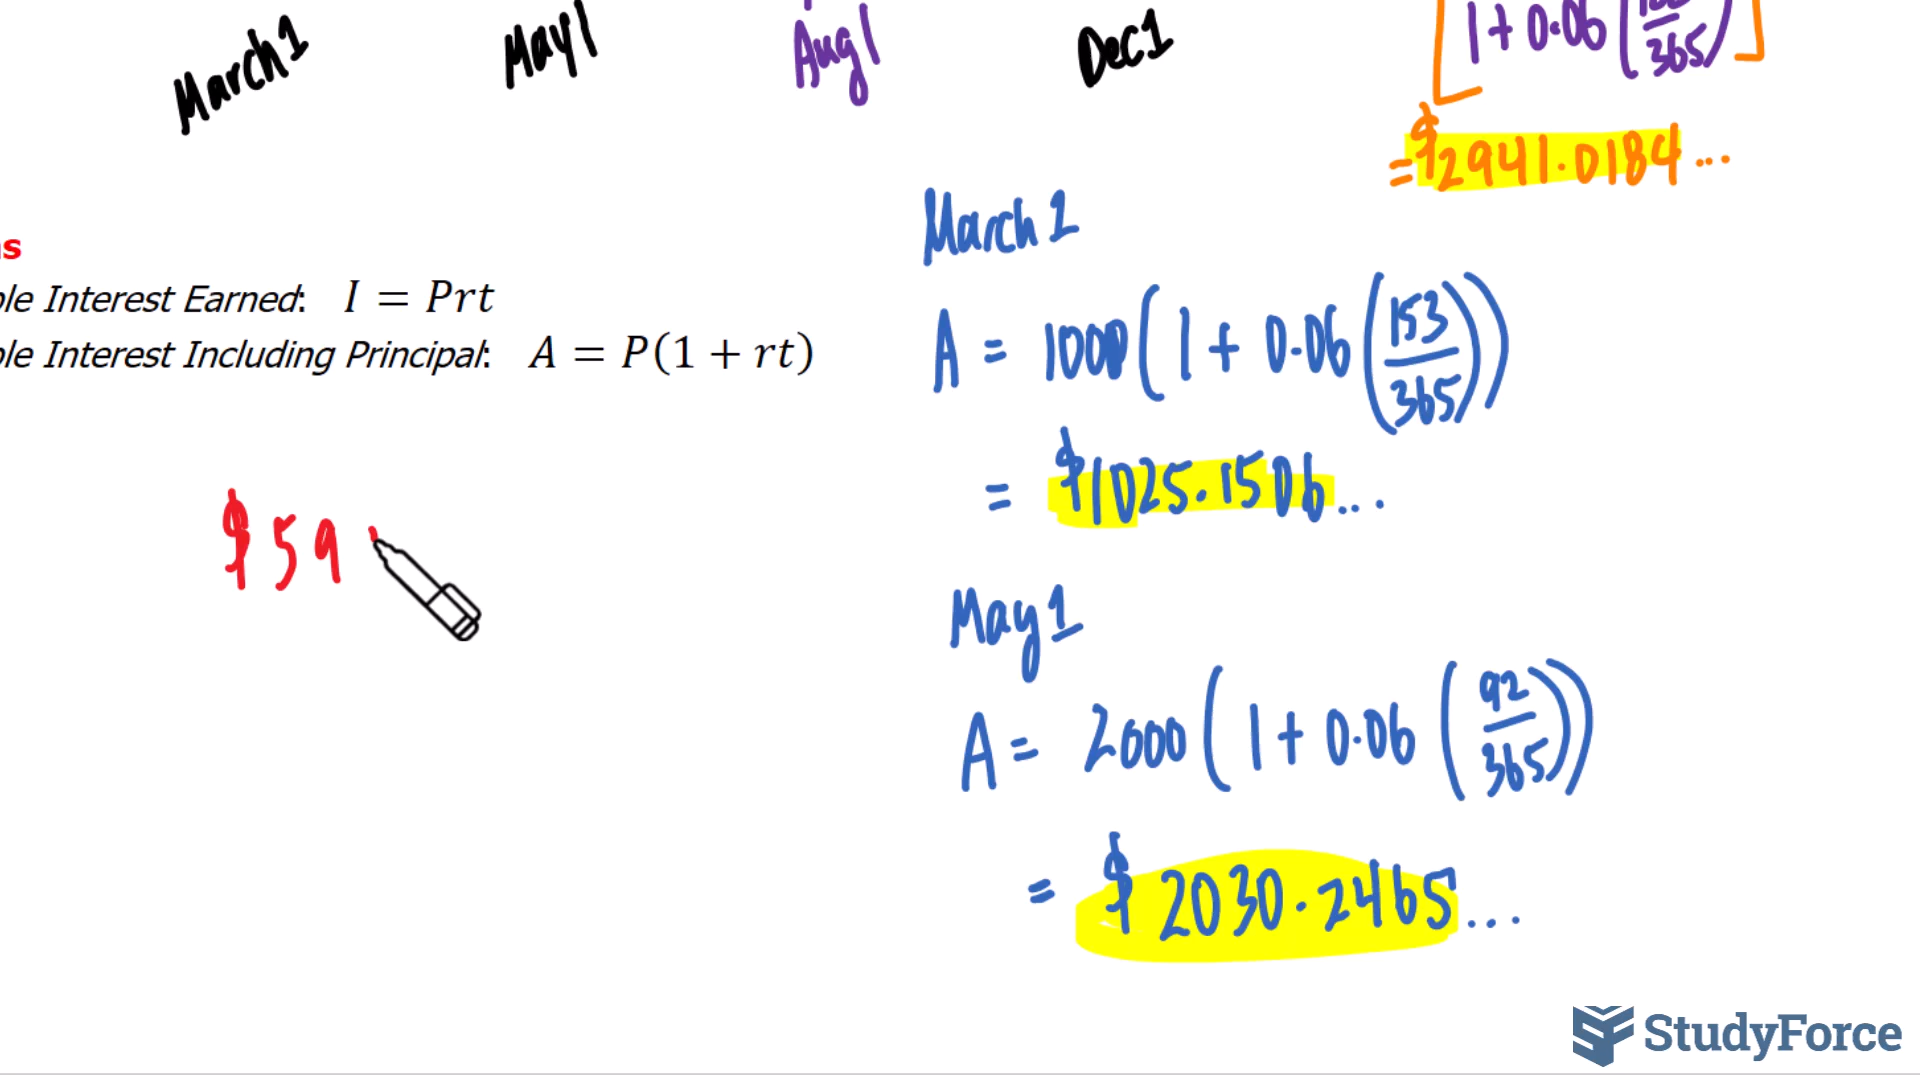 March 1
May 1
Aug 1
Dec 1
1 + 0.06 ( /365)
= $2941.0184...
March 1
ple Interest Earned: I = Prt
ple Interest Including Principal: A = P(1 + rt)
A = 1000(1 + 0.06(153/365))
= $1025.1506...
$59
May 1
A = 2000(1 + 0.06(92/365))
= $2030.2465...
StudyForce